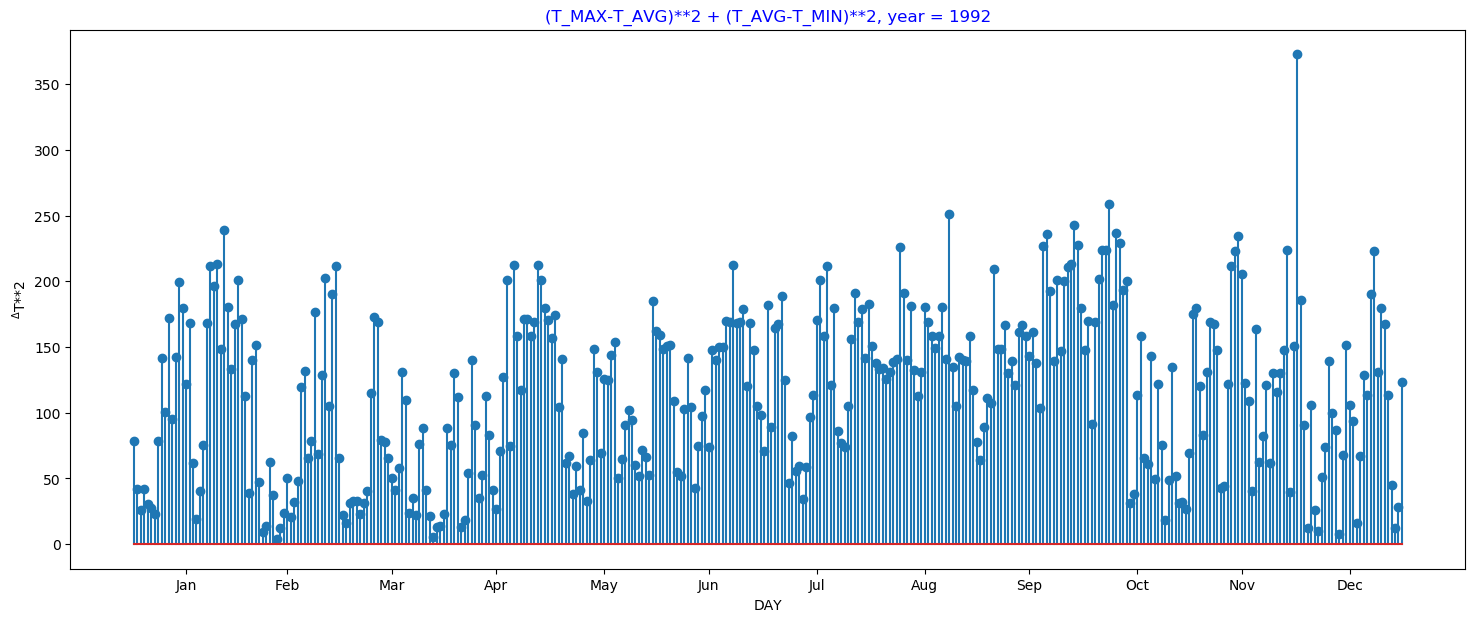 (T_MAX-T_AVG)**2 + (T_AVG-T_MIN)**2, year = 1992
ΔT**2
350
300
250
200
150
100
50
0
Jan Feb Mar Apr May Jun Jul Aug Sep Oct Nov Dec
DAY